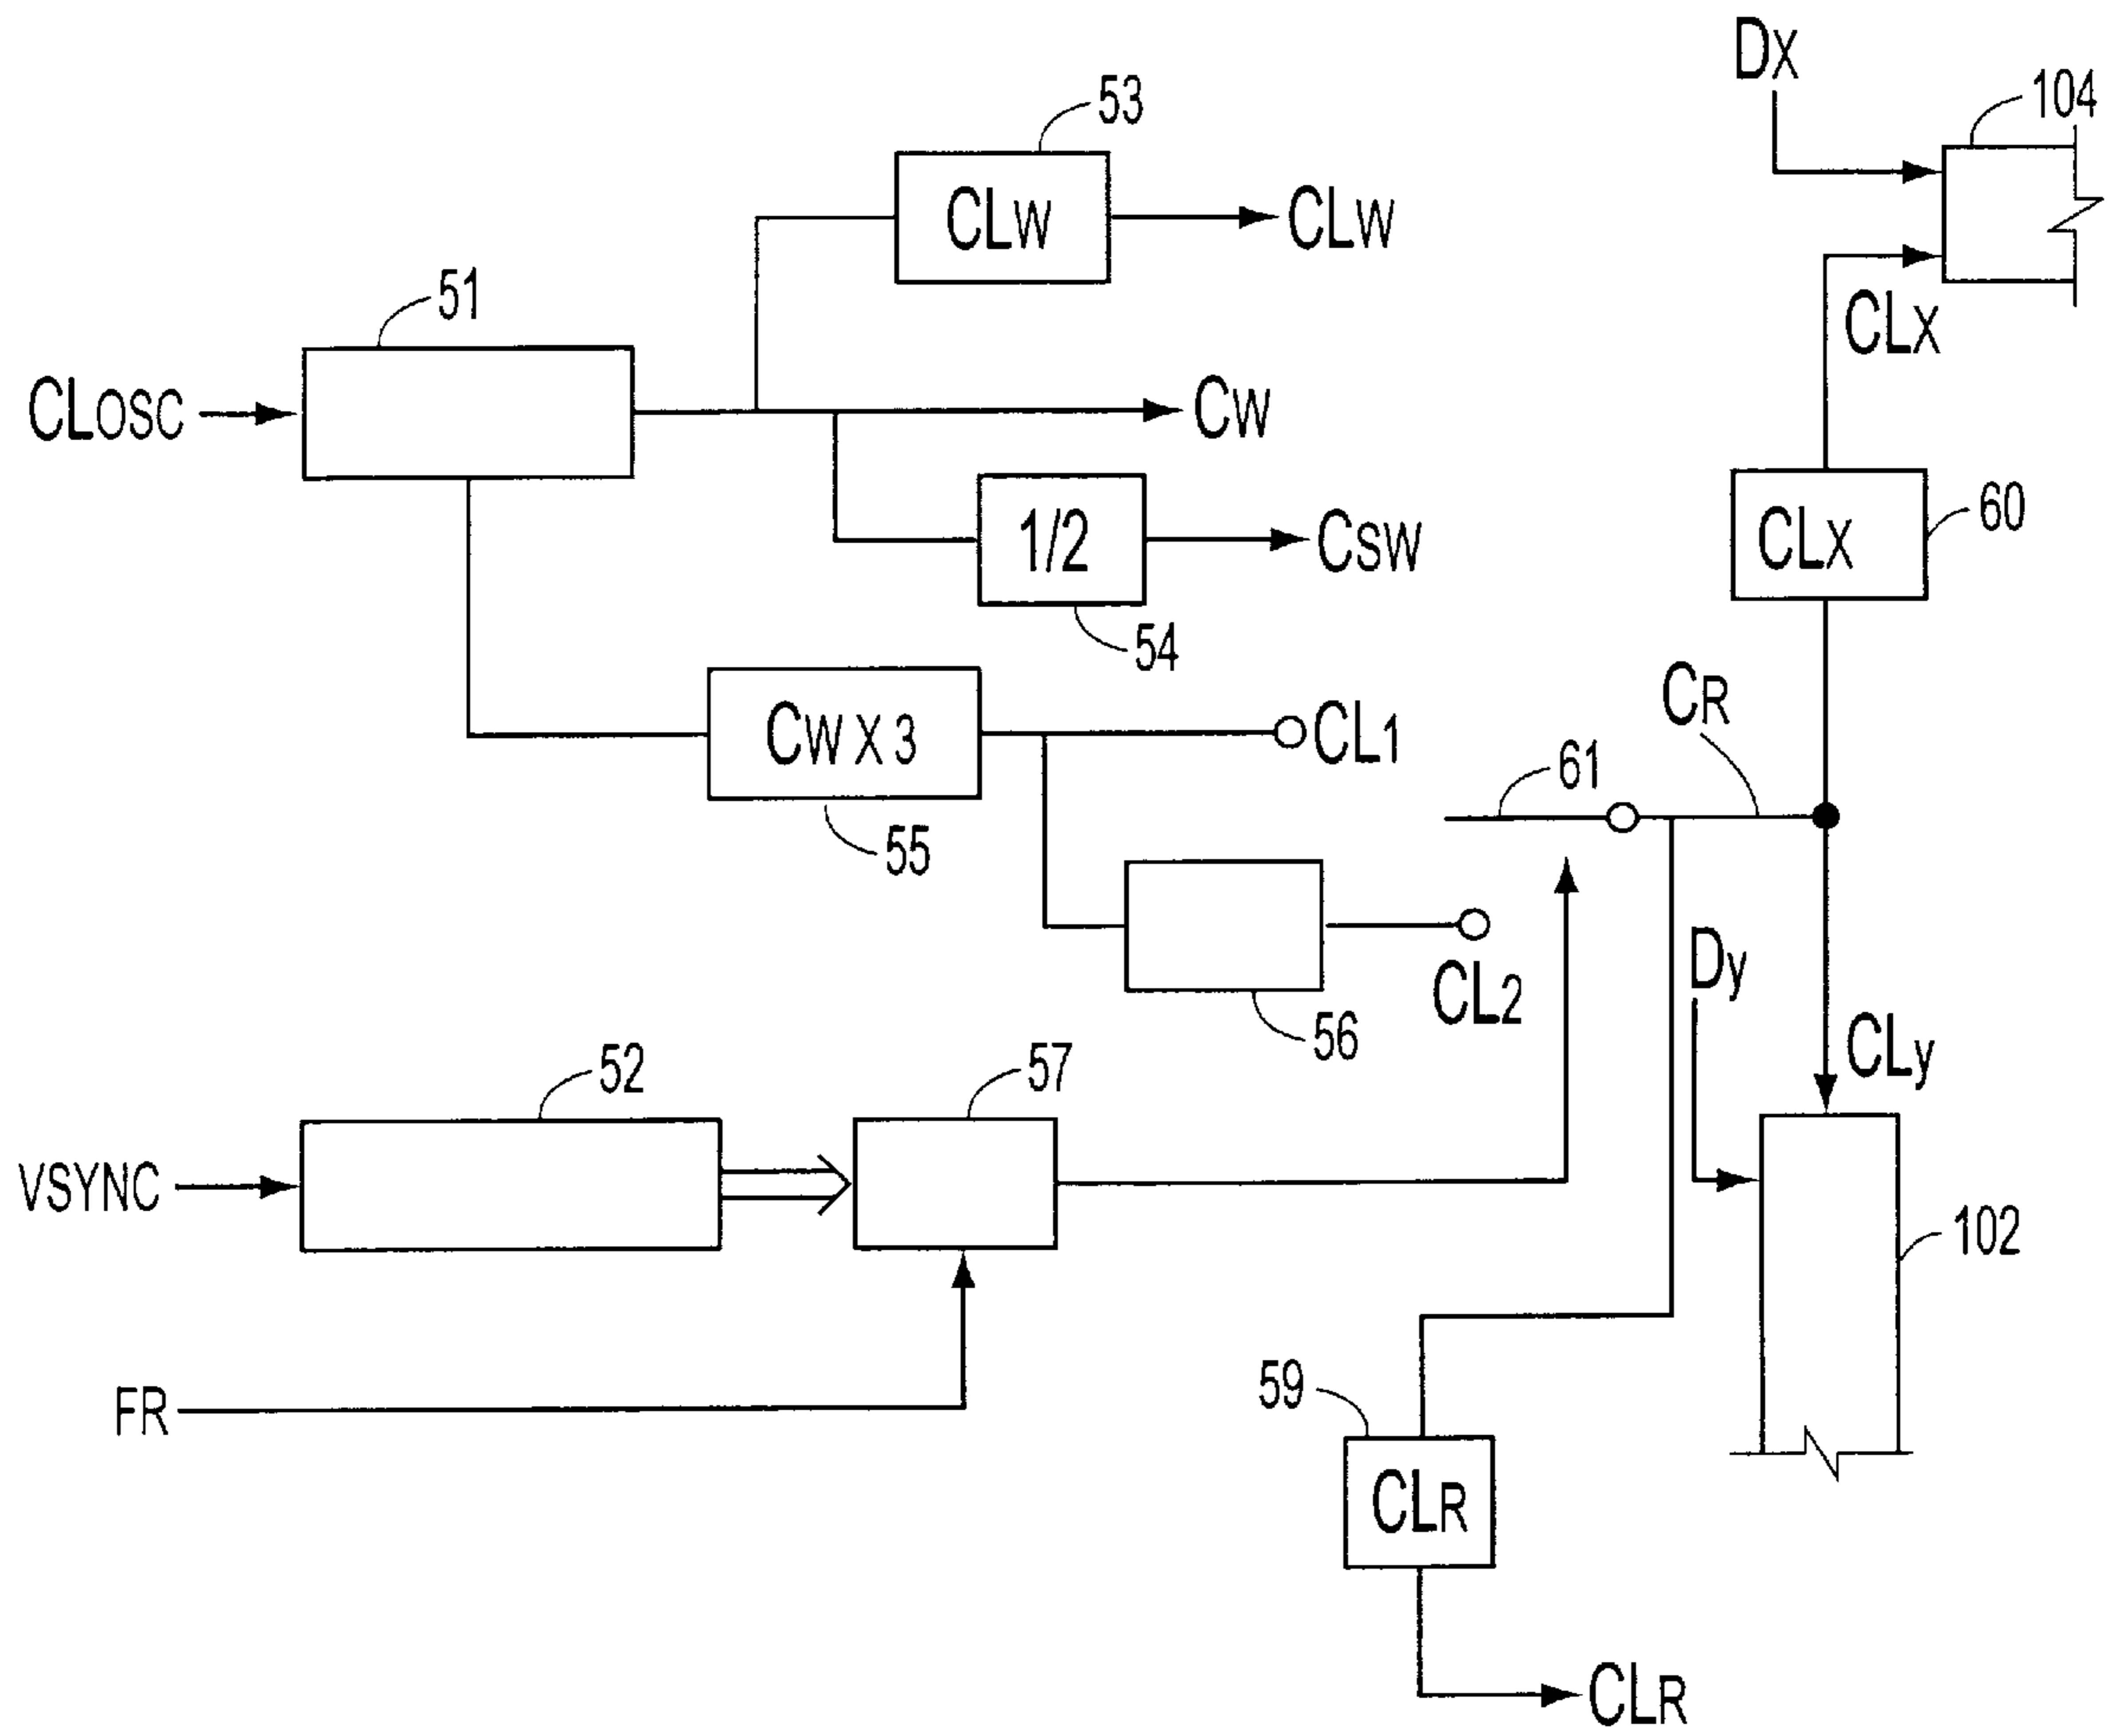 DX
104
53
CLW
CLW
51
CLX
CLOSC
CW
1/2
CSW
CLX
60
54
CR
CW X 3
CL1
61
55
Dy
CL2
56
CLy
52
57
VSYNC
102
FR
59
CLR
CLR